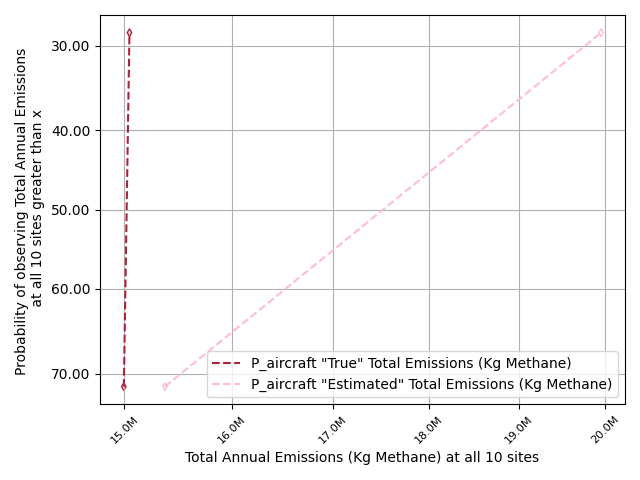 Probability of observing Total Annual Emissions
at all 10 sites greater than x
30.00
40.00
50.00
60.00
70.00
P_aircraft "True" Total Emissions (Kg Methane)
P_aircraft "Estimated" Total Emissions (Kg Methane)
15.0M
16.0M
17.0M
18.0M
19.0M
20.0M
Total Annual Emissions (Kg Methane) at all 10 sites